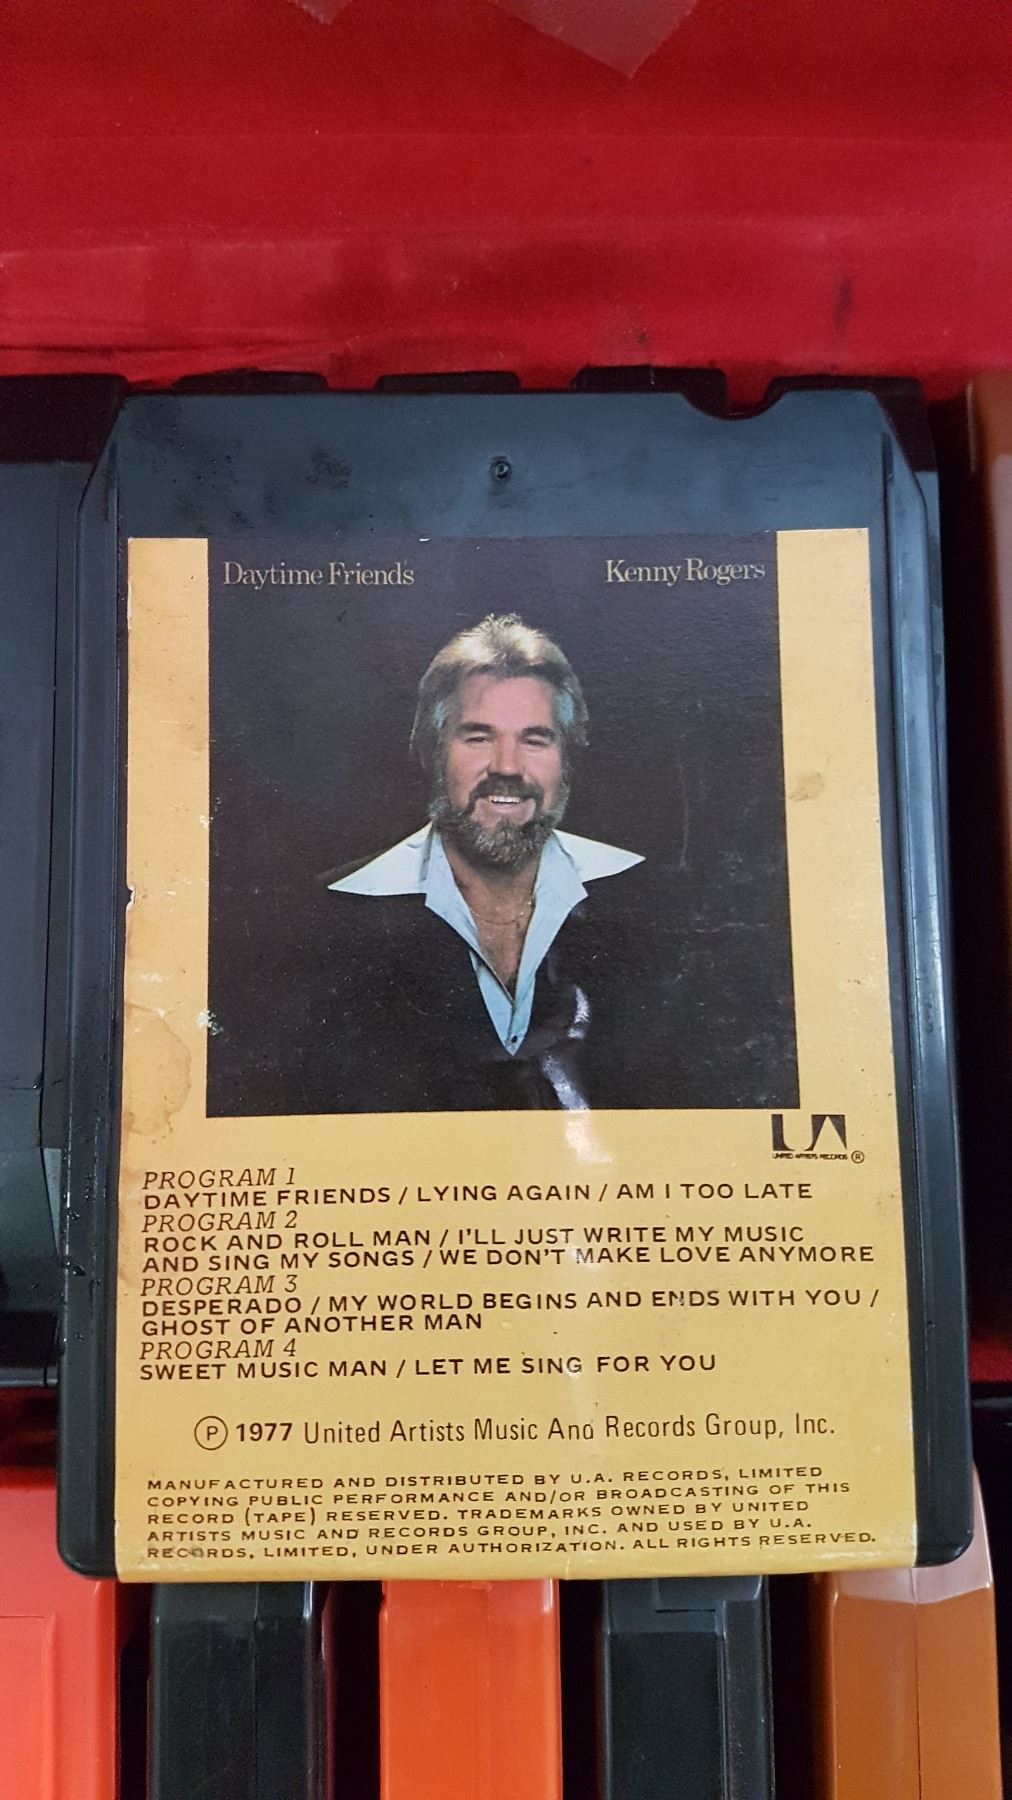 Daytime Friends Kenny Rogers
UA
UNITED ARTISTS RECORDS ®
PROGRAM 1
DAYTIME FRIENDS / LYING AGAIN / AM I TOO LATE
PROGRAM 2
ROCK AND ROLL MAN / I'LL JUST WRITE MY MUSIC
AND SING MY SONGS / WE DON'T MAKE LOVE ANYMORE
PROGRAM 3
DESPERADO / MY WORLD BEGINS AND ENDS WITH YOU /
GHOST OF ANOTHER MAN
PROGRAM 4
SWEET MUSIC MAN / LET ME SING FOR YOU
℗ 1977 United Artists Music And Records Group, Inc.
MANUFACTURED AND DISTRIBUTED BY U.A. RECORDS, LIMITED
COPYING PUBLIC PERFORMANCE AND/OR BROADCASTING OF THIS
RECORD (TAPE) RESERVED. TRADEMARKS OWNED BY UNITED
ARTISTS MUSIC AND RECORDS GROUP, INC. AND USED BY U.A.
RECORDS, LIMITED, UNDER AUTHORIZATION. ALL RIGHTS RESERVED.